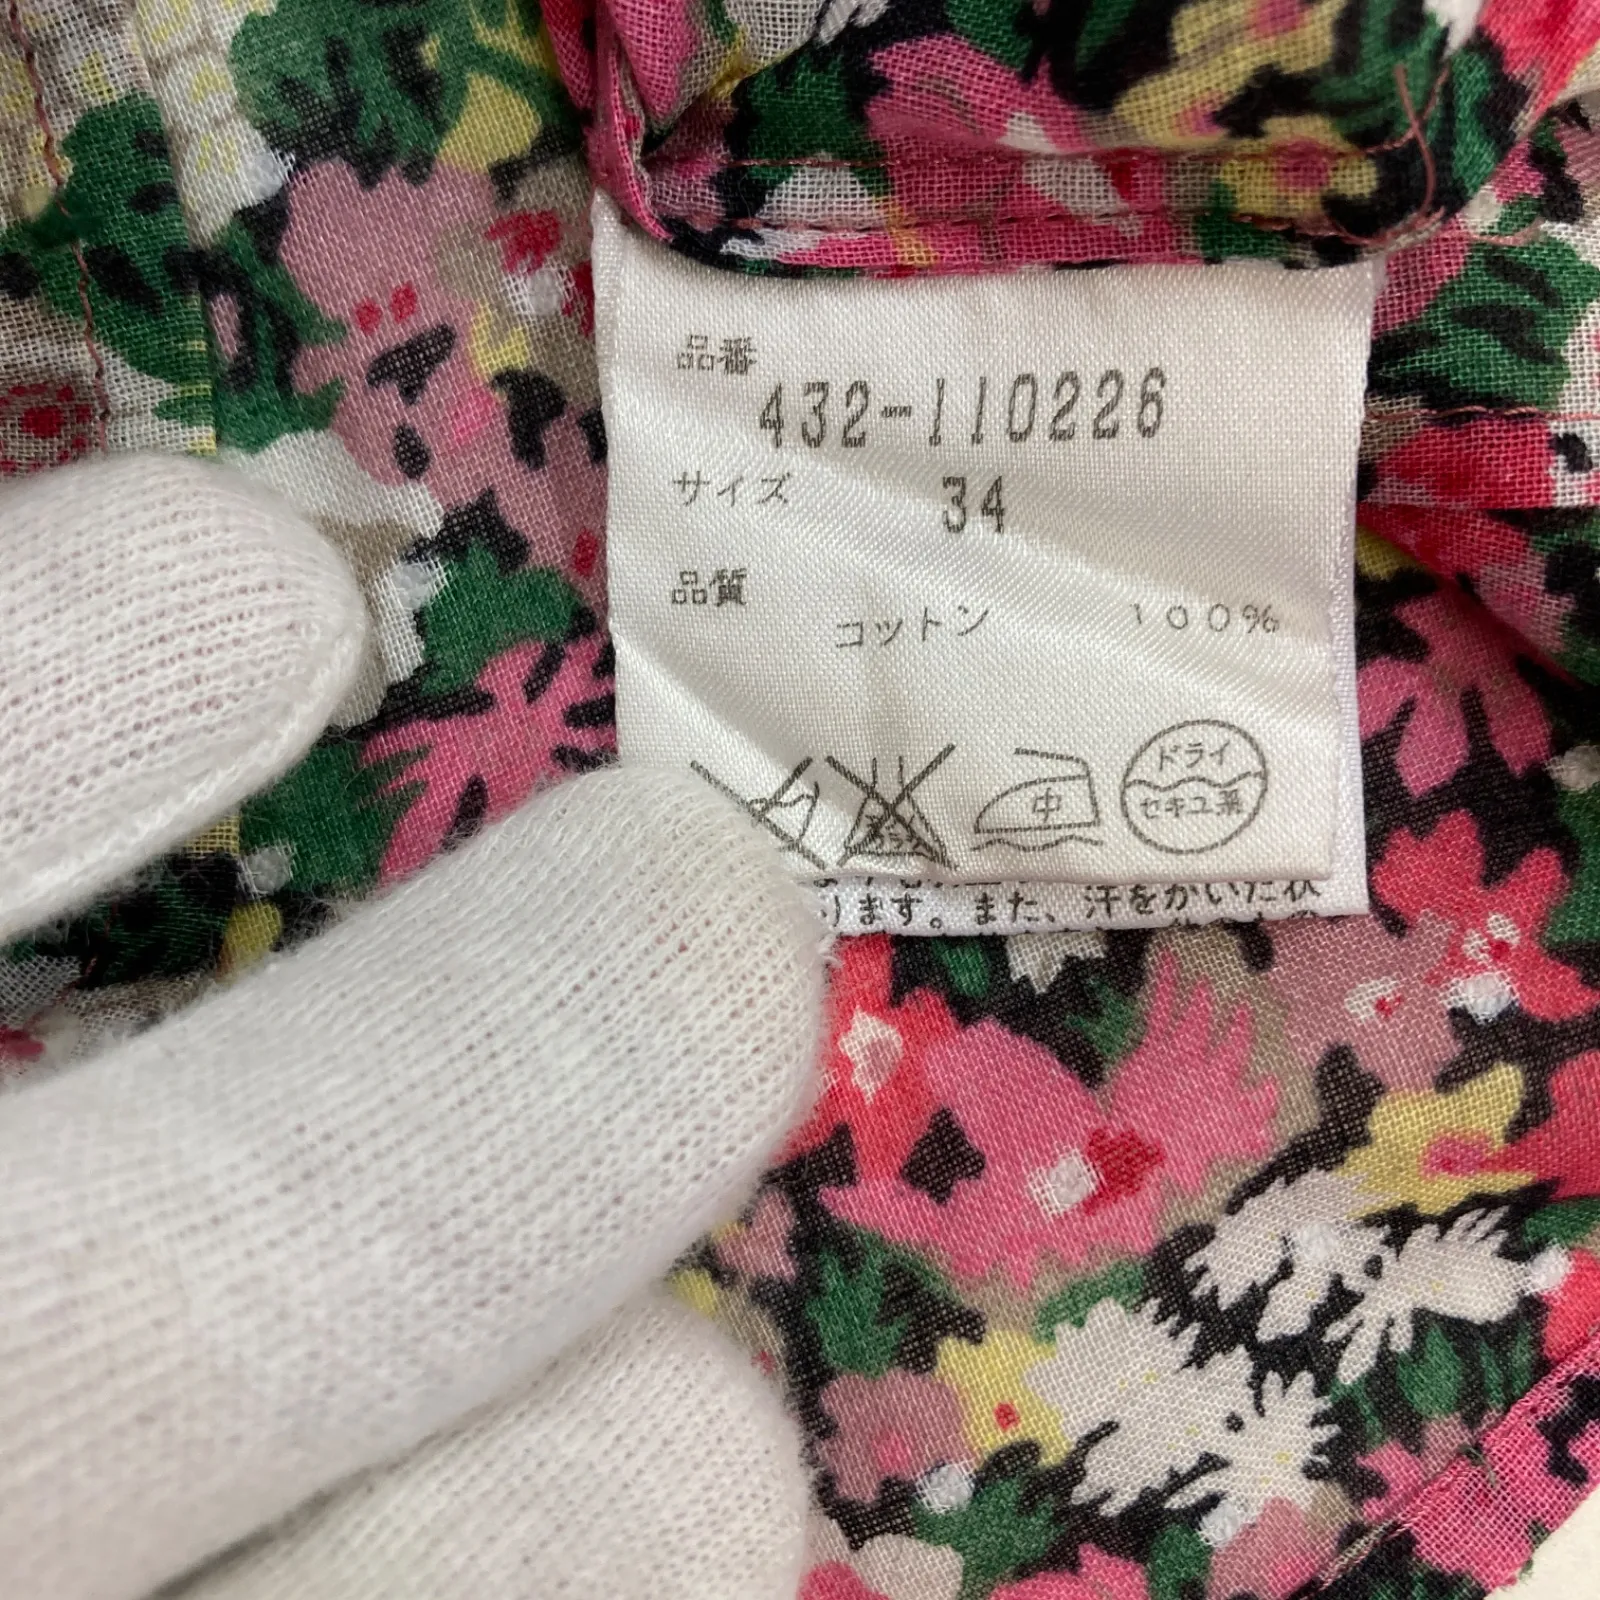 品番
432-110226
サイズ 34
品質
コットン 100%
中
ドライ
セキユ系
ります。また、汗をかいた状